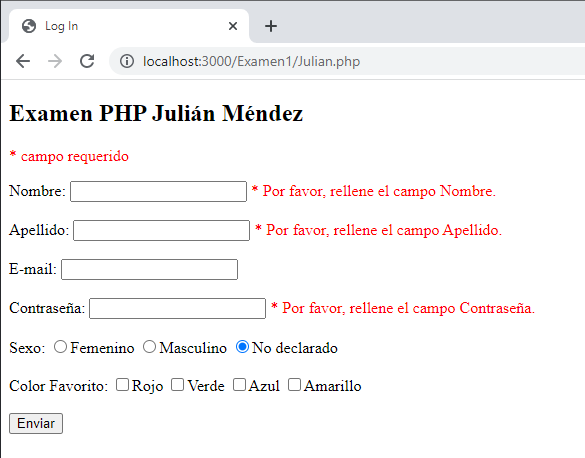 Log In
localhost:3000/Examen1/Julian.php
Examen PHP Julián Méndez
* campo requerido
Nombre: * Por favor, rellene el campo Nombre.
Apellido: * Por favor, rellene el campo Apellido.
E-mail:
Contraseña: * Por favor, rellene el campo Contraseña.
Sexo: Femenino Masculino No declarado
Color Favorito: Rojo Verde Azul Amarillo
Enviar